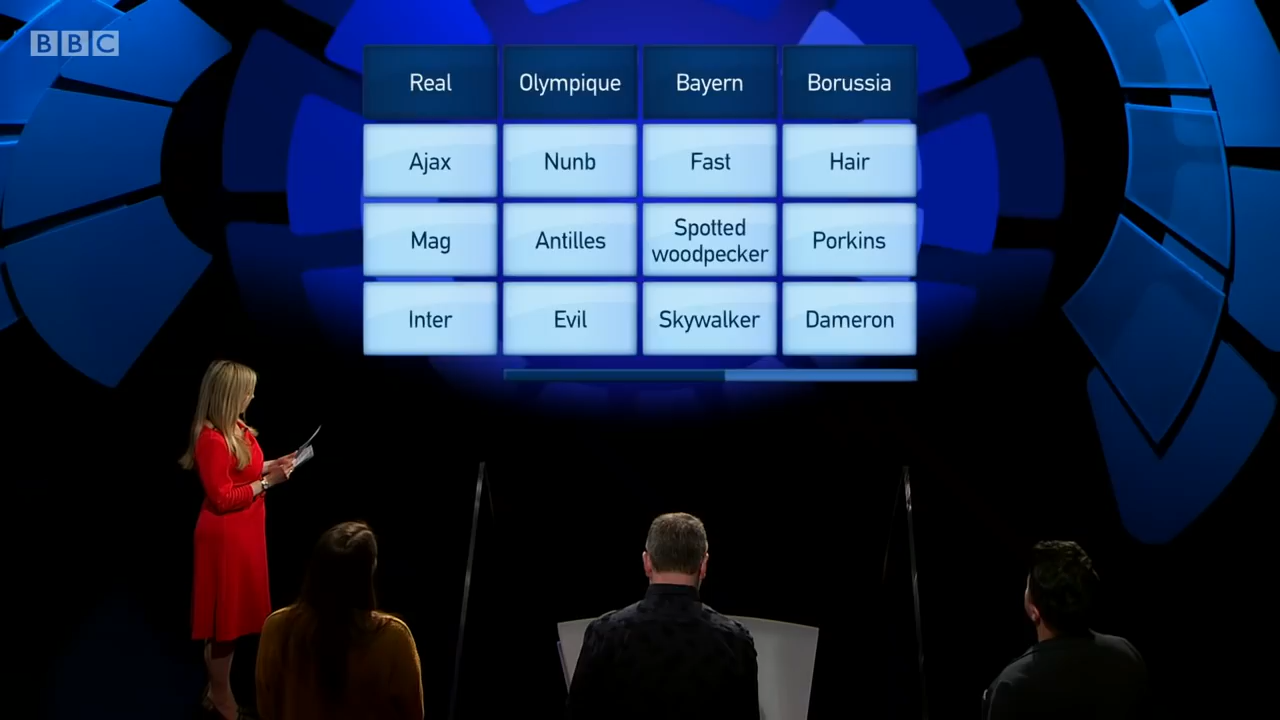 BBC
Real
Olympique
Bayern
Borussia
Ajax
Nunb
Fast
Hair
Mag
Antilles
Spotted
woodpecker
Porkins
Inter
Evil
Skywalker
Dameron